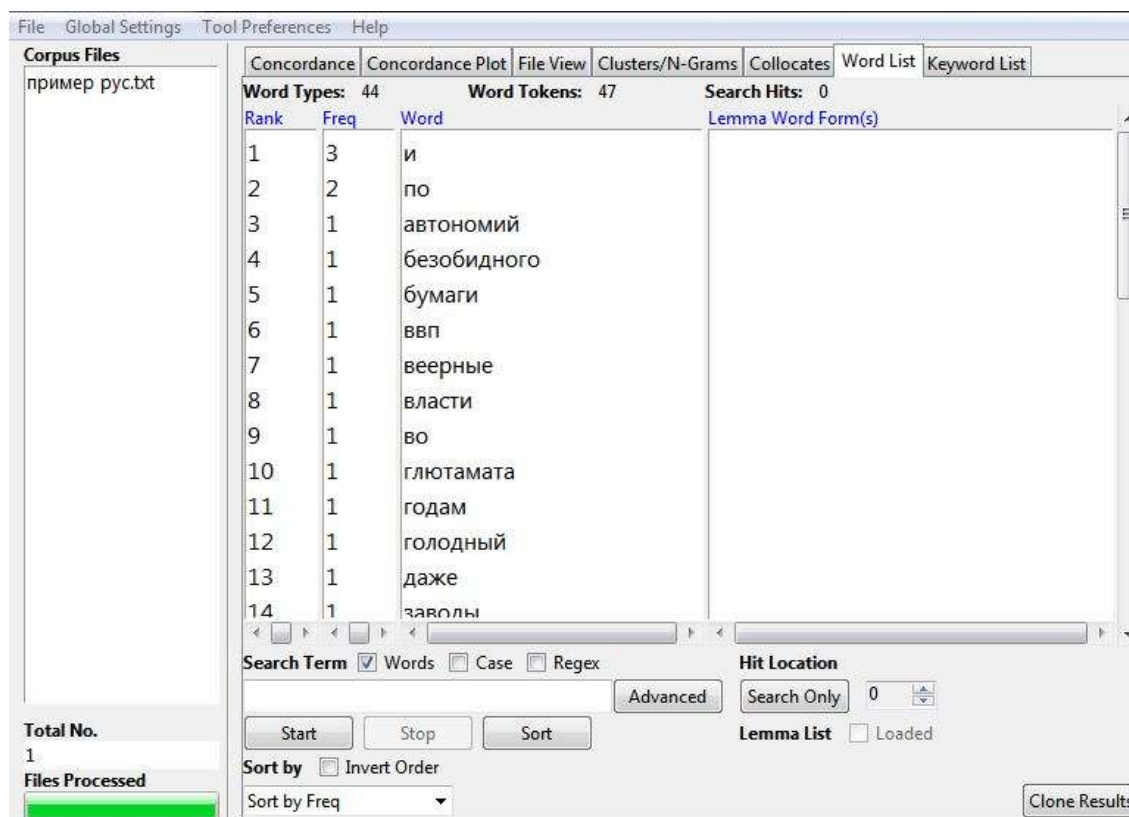 File Global Settings Tool Preferences Help
Corpus Files
пример рус.txt
Concordance Concordance Plot File View Clusters/N-Grams Collocates Word List Keyword List
Word Types: 44 Word Tokens: 47 Search Hits: 0
Rank Freq Word Lemma Word Form(s)
1 3 и
2 2 по
3 1 автономий
4 1 безобидного
5 1 бумаги
6 1 ввп
7 1 веерные
8 1 власти
9 1 во
10 1 глютамата
11 1 годам
12 1 голодный
13 1 даже
14 1 заводы
Search Term Words Case Regex Hit Location
Advanced Search Only 0
Total No.
1
Start Stop Sort Lemma List Loaded
Files Processed
Sort by Invert Order
Sort by Freq Clone Results